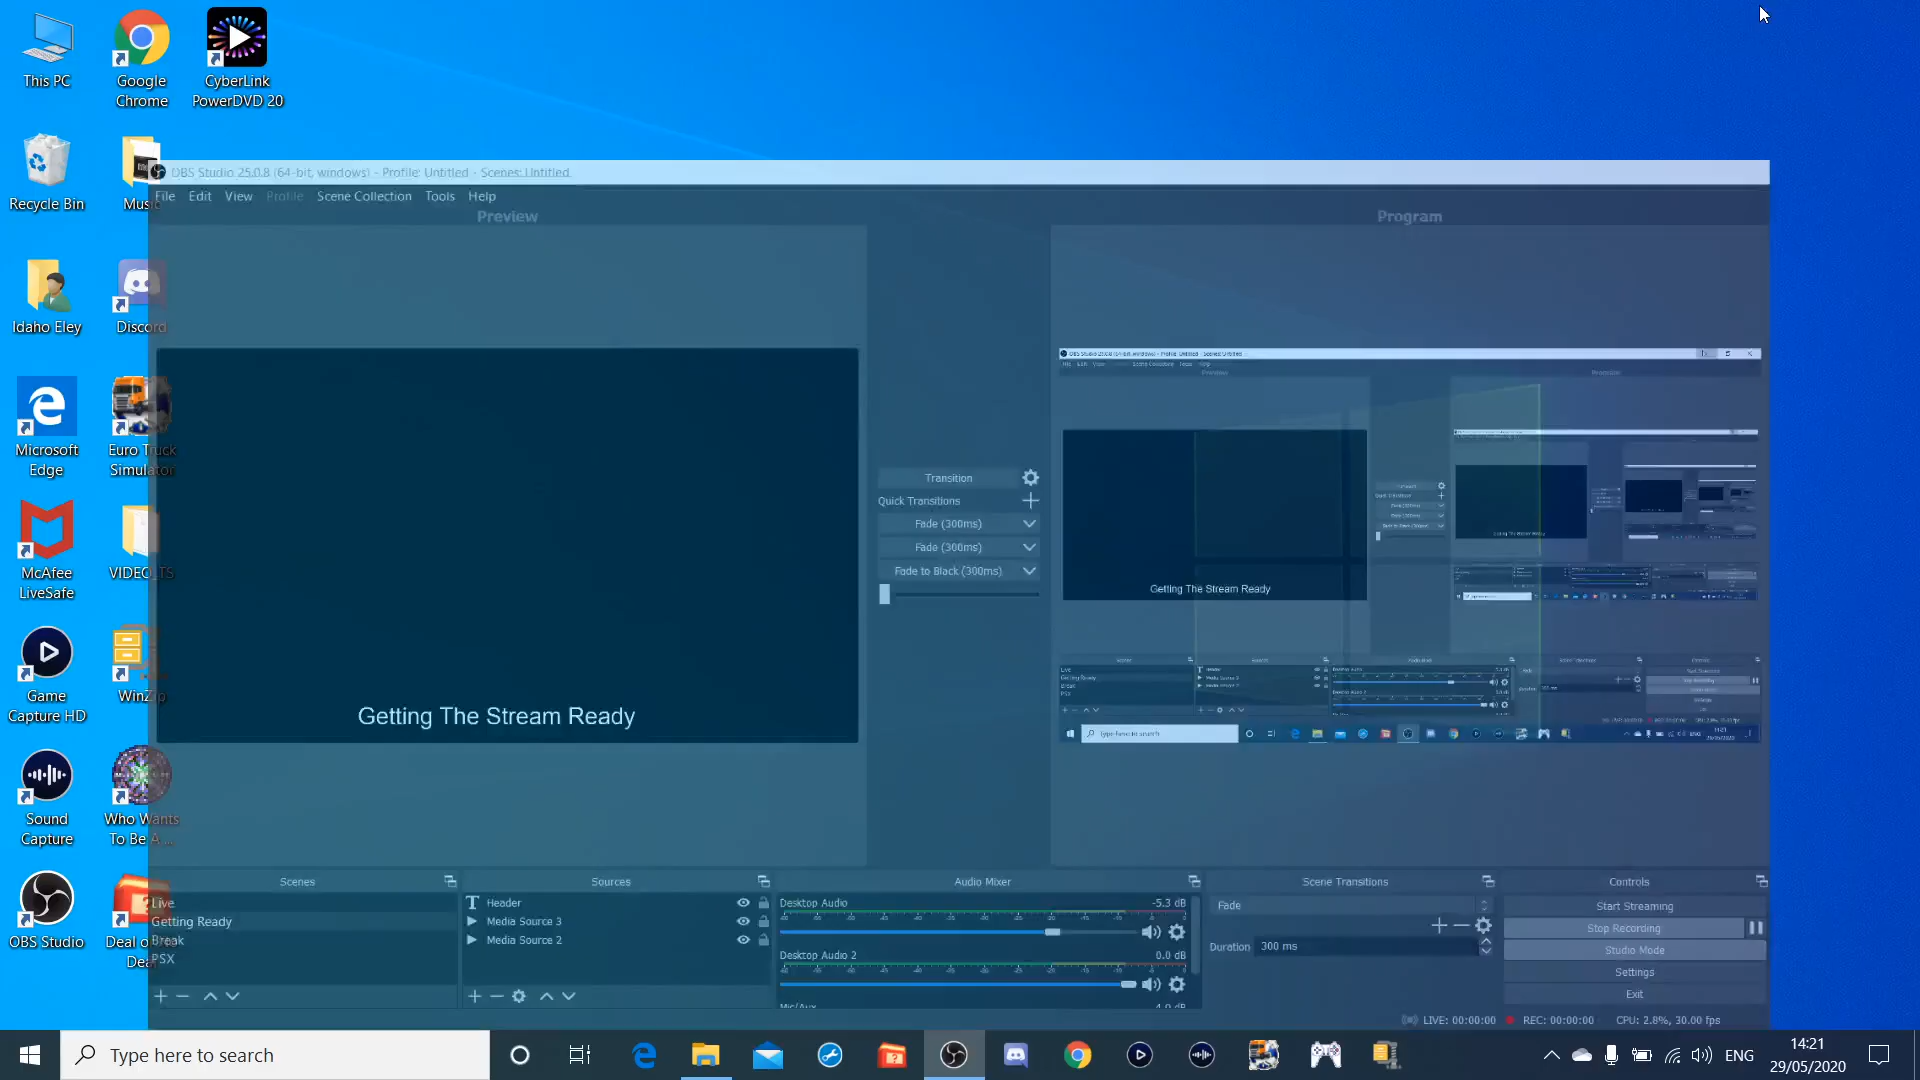 This PC
Google
Chrome
CyberLink
PowerDVD 20
Recycle Bin
Music
Idaho Eley
Discord
Microsoft
Edge
Euro Truck
Simulator
McAfee
LiveSafe
VIDEO_TS
Game
Capture HD
WinZip
Sound
Capture
Who Wants
To Be A ...
OBS Studio
OBS Studio 25.0.8 (64-bit, windows) - Profile: Untitled - Scenes: Untitled
File Edit View Profile Scene Collection Tools Help
Preview
Program
Getting The Stream Ready
Transition
Quick Transitions
Fade (300ms)
Fade (300ms)
Fade to Black (300ms)
Getting The Stream Ready
Type here to search
Scenes
Live
Getting Ready
Break
PSX
Sources
Header
Media Source 3
Media Source 2
Audio Mixer
Desktop Audio -5.3 dB
Desktop Audio 2 0.0 dB
Scene Transitions
Fade
Duration 300 ms
Controls
Start Streaming
Stop Recording
Studio Mode
Settings
Exit
LIVE: 00:00:00 REC: 00:00:00 CPU: 2.8%, 30.00 fps
Type here to search
ENG
14:21
29/05/2020